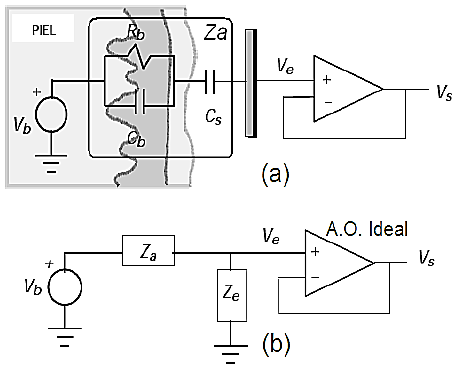 PIEL
Rb
Za
+
Vb
Cb
Cs
Ve
+
−
Vs
(a)
A.O. Ideal
+
Vb
Za
Ve
Ze
+
−
Vs
(b)